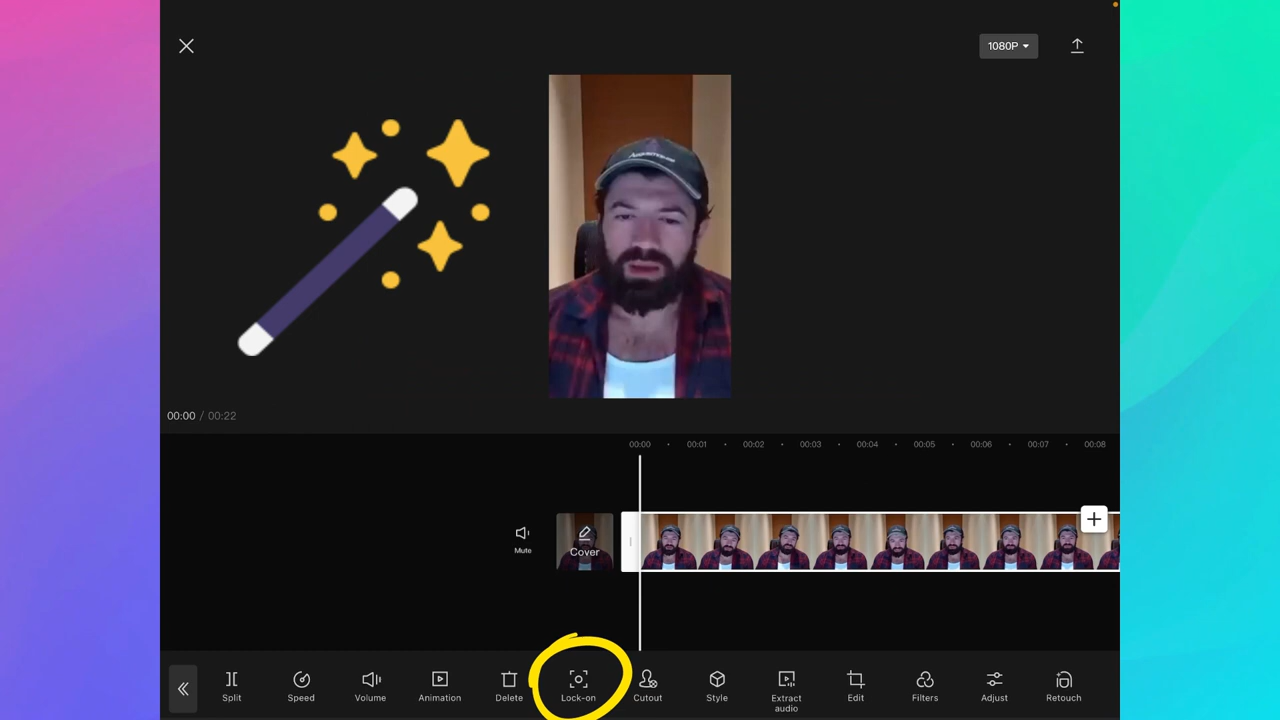 1080P
00:00 / 00:22
00:00 00:01 00:02 00:03 00:04 00:05 00:06 00:07 00:08
Mute
Cover
Split
Speed
Volume
Animation
Delete
Lock-on
Cutout
Style
Extract
audio
Edit
Filters
Adjust
Retouch